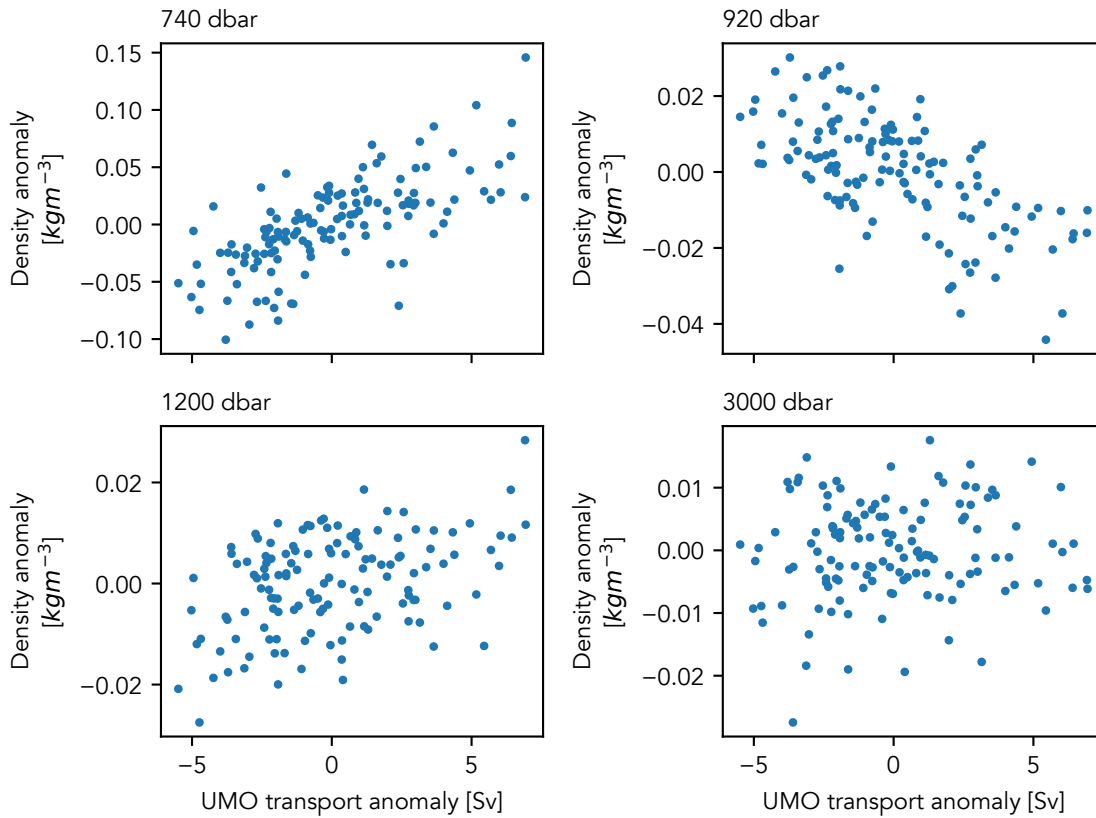 740 dbar
0.15
0.10
0.05
0.00
−0.05
−0.10
Density anomaly
[kgm⁻³]
920 dbar
0.02
0.00
−0.02
−0.04
Density anomaly
[kgm⁻³]
1200 dbar
0.02
0.00
−0.02
Density anomaly
[kgm⁻³]
−5 0 5
UMO transport anomaly [Sv]
3000 dbar
0.01
0.00
−0.01
−0.02
Density anomaly
[kgm⁻³]
−5 0 5
UMO transport anomaly [Sv]